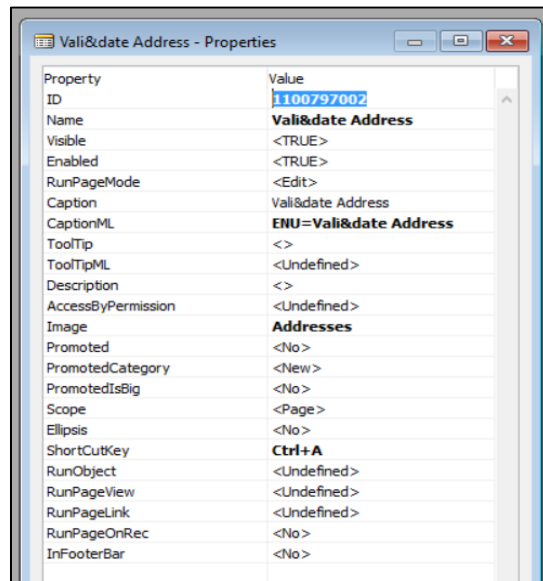 Vali&date Address - Properties
Property Value
ID 1100797002
Name Vali&date Address
Visible <TRUE>
Enabled <TRUE>
RunPageMode <Edit>
Caption Vali&date Address
CaptionML ENU=Vali&date Address
ToolTip <>
ToolTipML <Undefined>
Description <>
AccessByPermission <Undefined>
Image Addresses
Promoted <No>
PromotedCategory <New>
PromotedIsBig <No>
Scope <Page>
Ellipsis <No>
ShortCutKey Ctrl+A
RunObject <Undefined>
RunPageView <Undefined>
RunPageLink <Undefined>
RunPageOnRec <No>
InFooterBar <No>